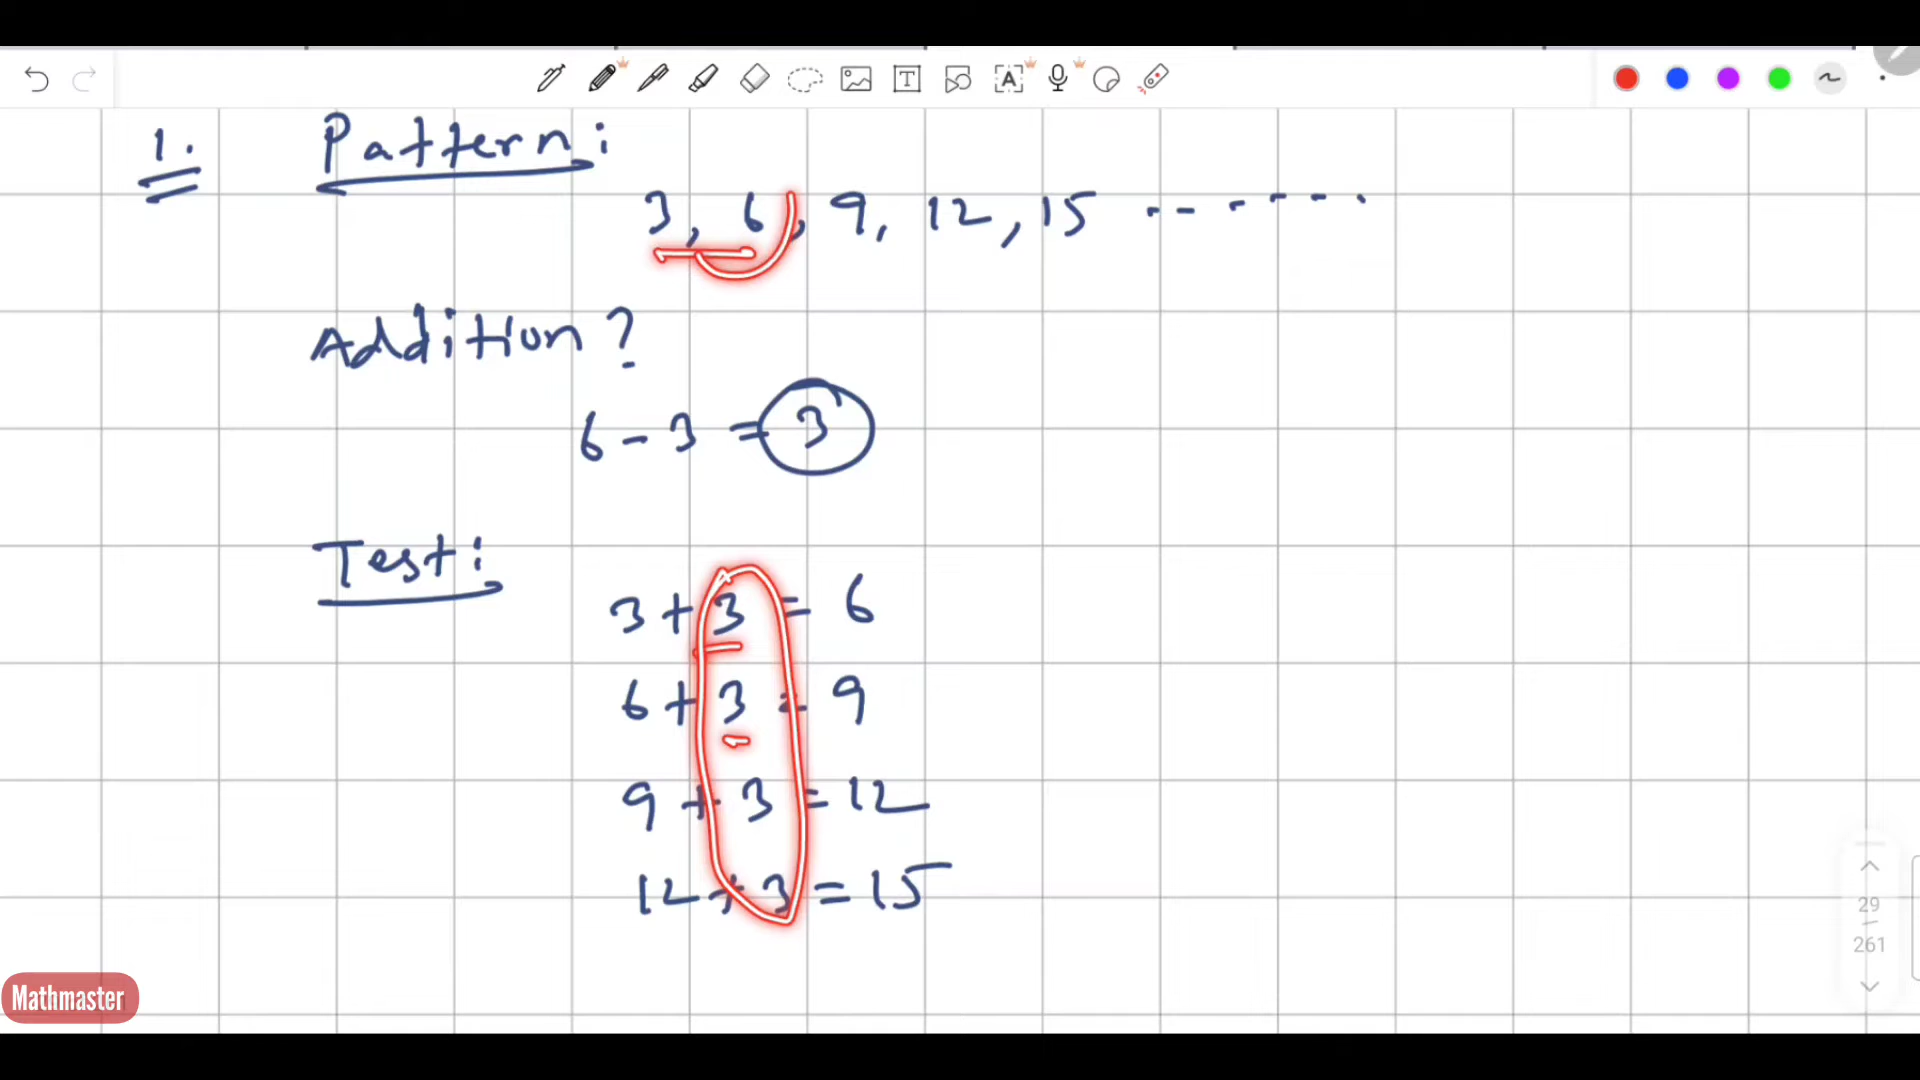 1. Pattern:
3, 6, 9, 12, 15 -------
Addition?
6 - 3 = 3
Test:
3 + 3 = 6
6 + 3 = 9
9 + 3 = 12
12 + 3 = 15
29
261
Mathmaster